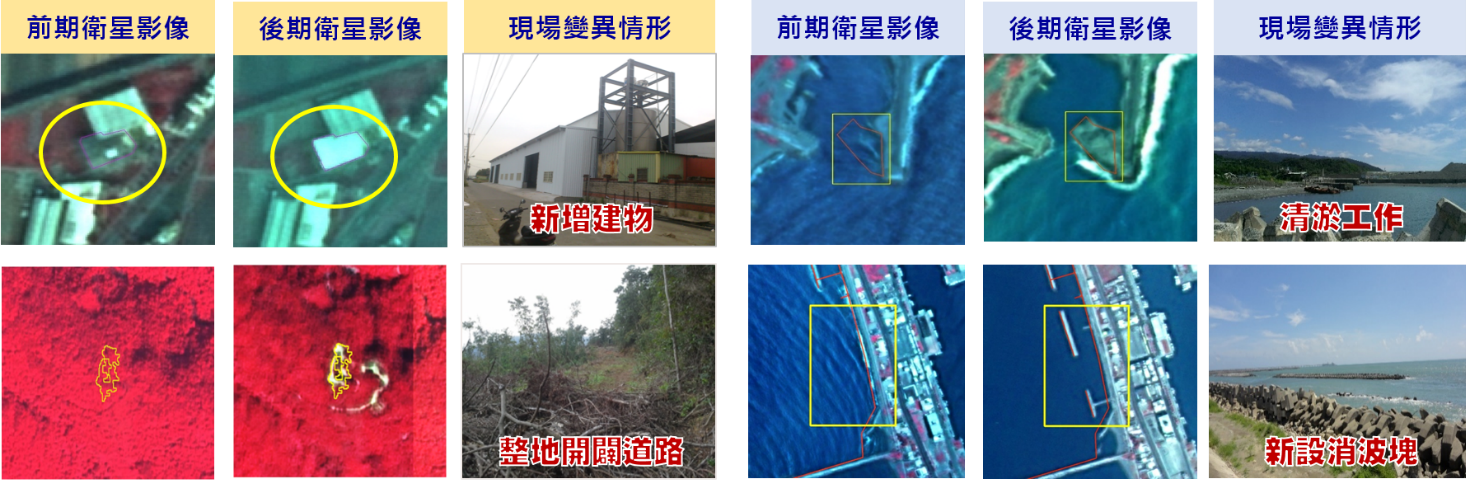 前期衛星影像
後期衛星影像
現場變異情形
前期衛星影像
後期衛星影像
現場變異情形
新增建物
清淤工作
整地開闢道路
新設消波塊